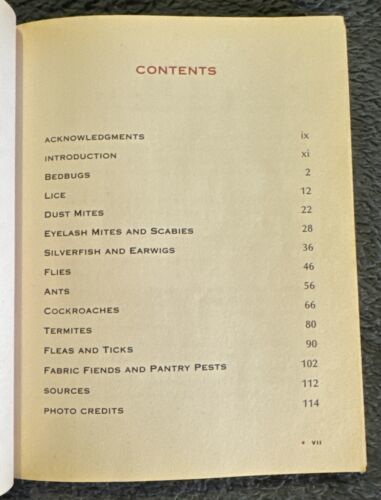 CONTENTS
ACKNOWLEDGMENTS ix
INTRODUCTION xi
BEDBUGS 2
LICE 12
DUST MITES 22
EYELASH MITES AND SCABIES 28
SILVERFISH AND EARWIGS 36
FLIES 46
ANTS 56
COCKROACHES 66
TERMITES 80
FLEAS AND TICKS 90
FABRIC FIENDS AND PANTRY PESTS 102
SOURCES 112
PHOTO CREDITS 114
• VII